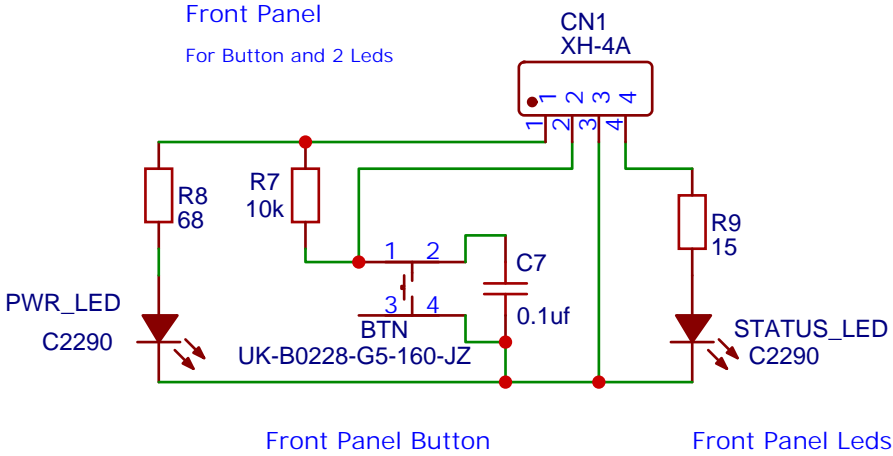 Front Panel
For Button and 2 Leds
CN1
XH-4A
1 2 3 4
1 2 3 4
R8
68
R7
10k
R9
15
1 2
3 4
C7
0.1uf
BTN
UK-B0228-G5-160-JZ
PWR_LED
C2290
STATUS_LED
C2290
Front Panel Button
Front Panel Leds